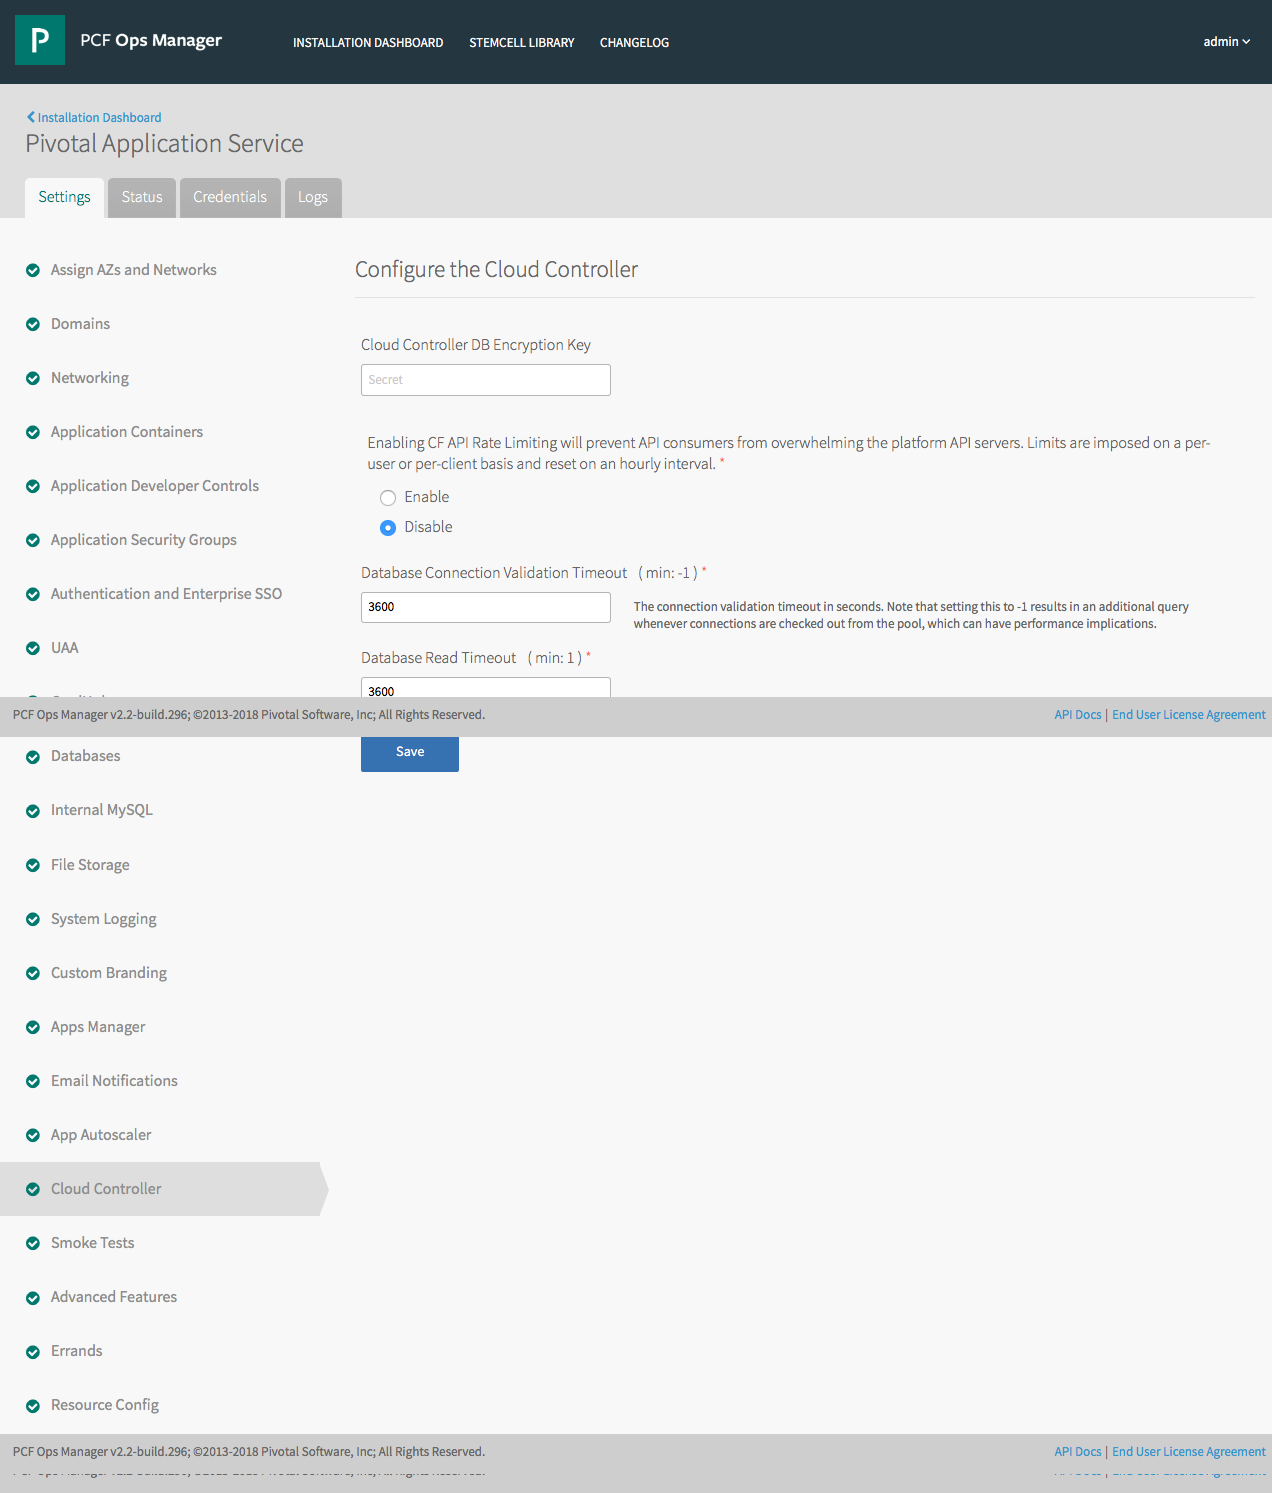 P
PCF Ops Manager
INSTALLATION DASHBOARD
STEMCELL LIBRARY
CHANGELOG
admin
Installation Dashboard
Pivotal Application Service
Settings
Status
Credentials
Logs
Assign AZs and Networks
Domains
Networking
Application Containers
Application Developer Controls
Application Security Groups
Authentication and Enterprise SSO
UAA
Configure the Cloud Controller
Cloud Controller DB Encryption Key
Secret
Enabling CF API Rate Limiting will prevent API consumers from overwhelming the platform API servers. Limits are imposed on a per-
user or per-client basis and reset on an hourly interval. *
Enable
Disable
Database Connection Validation Timeout ( min: -1 ) *
3600
The connection validation timeout in seconds. Note that setting this to -1 results in an additional query
whenever connections are checked out from the pool, which can have performance implications.
Database Read Timeout ( min: 1 ) *
3600
PCF Ops Manager v2.2-build.296; ©2013-2018 Pivotal Software, Inc; All Rights Reserved.
API Docs | End User License Agreement
Save
Databases
Internal MySQL
File Storage
System Logging
Custom Branding
Apps Manager
Email Notifications
App Autoscaler
Cloud Controller
Smoke Tests
Advanced Features
Errands
Resource Config
PCF Ops Manager v2.2-build.296; ©2013-2018 Pivotal Software, Inc; All Rights Reserved.
API Docs | End User License Agreement